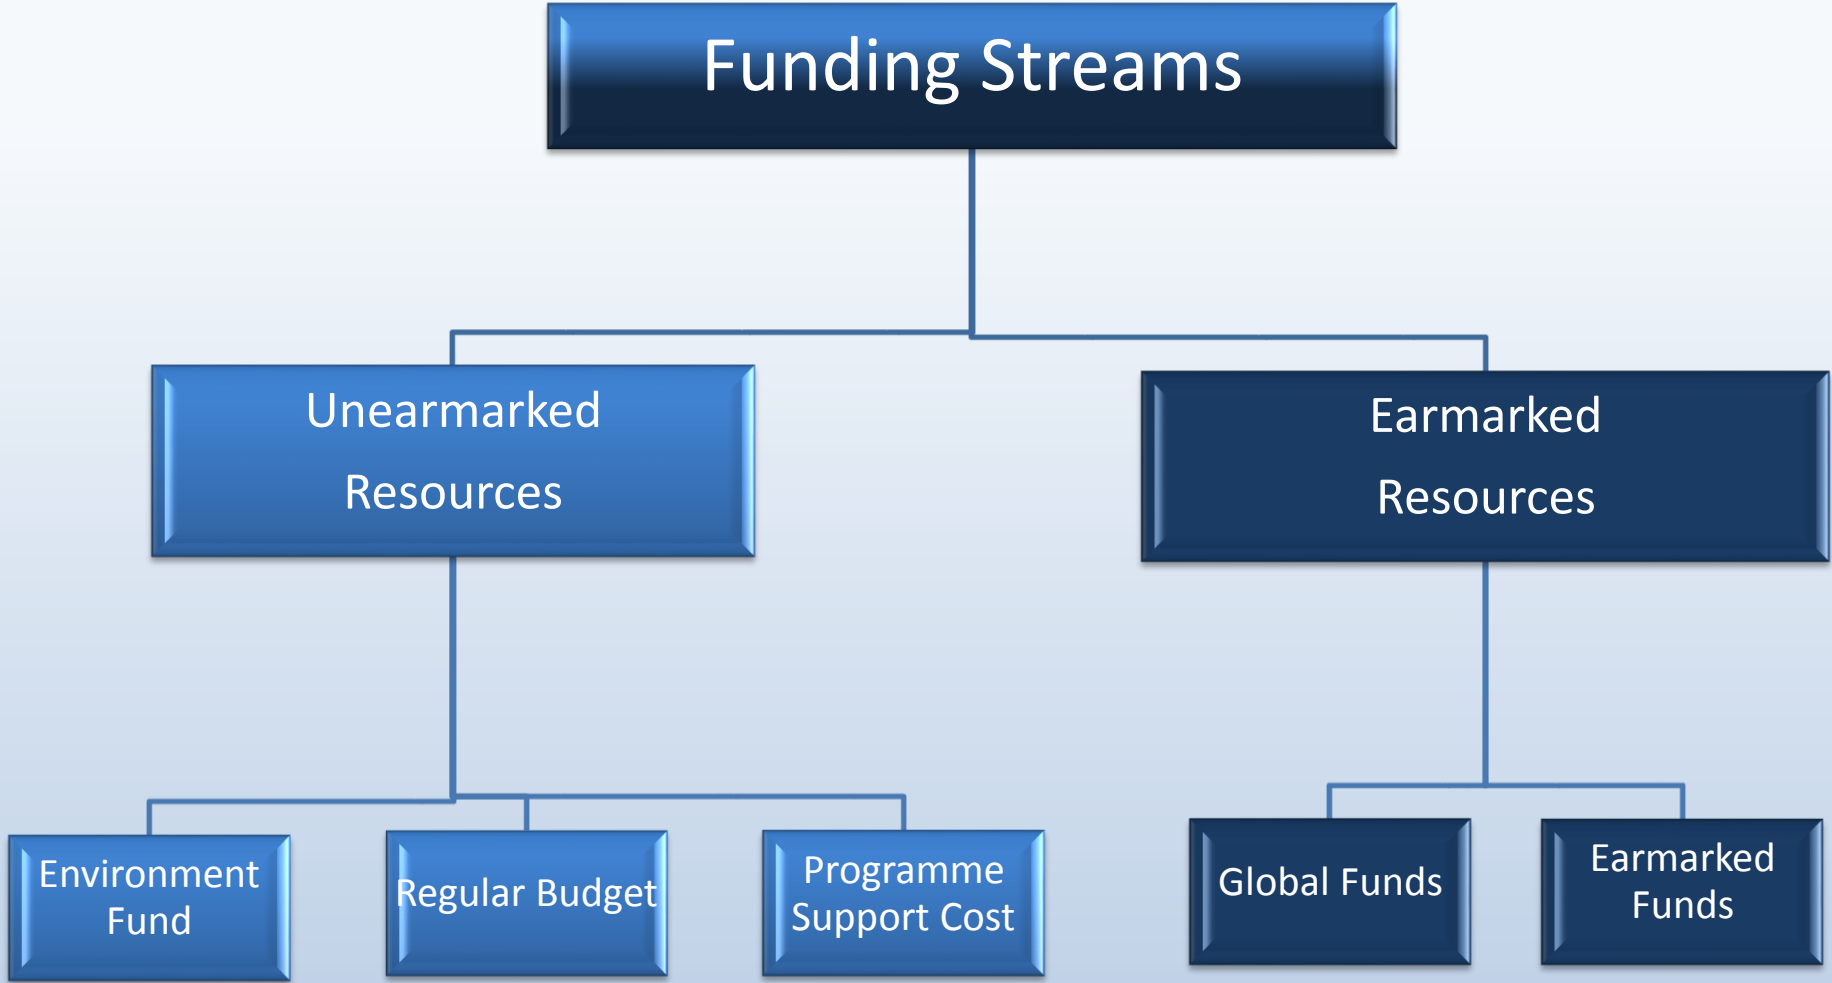 Funding Streams
Unearmarked
Resources
Earmarked
Resources
Environment
Fund
Regular Budget
Programme
Support Cost
Global Funds
Earmarked
Funds